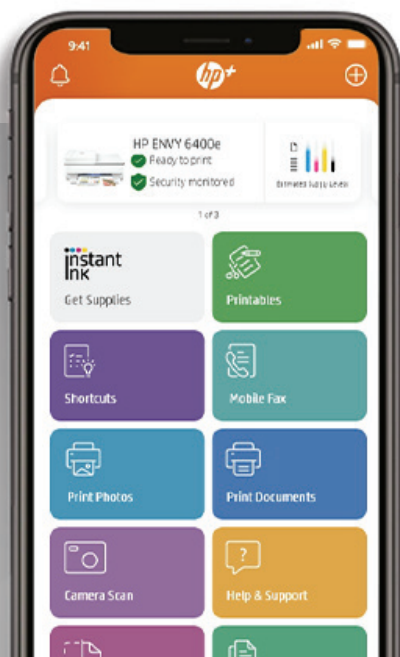 9:41
hp+
HP ENVY 6400e
Ready to print
Security monitored
Estimated Supply Levels
1 of 3
instant
ink
Get Supplies
Printables
Shortcuts
Mobile Fax
Print Photos
Print Documents
Camera Scan
Help & Support
?